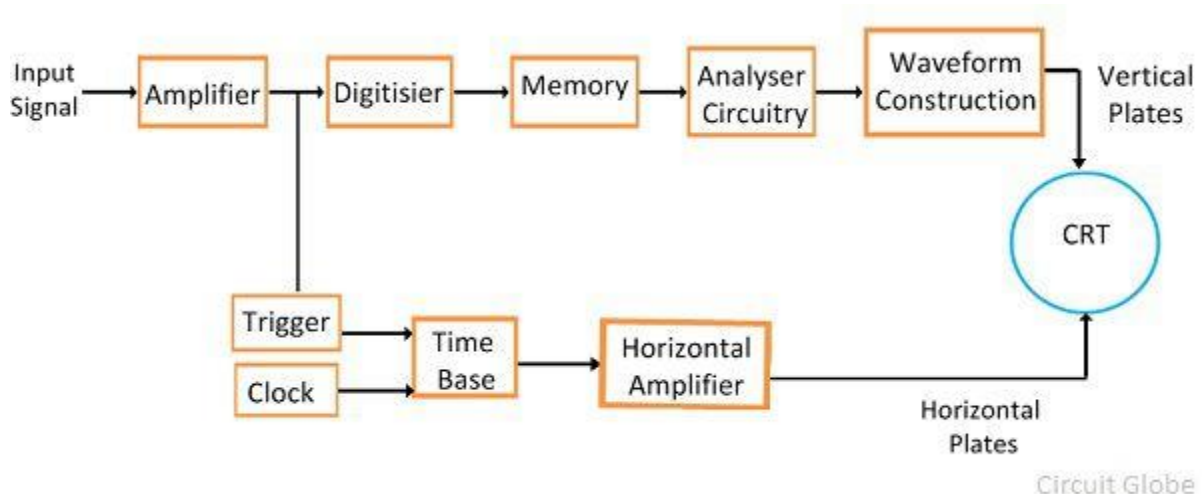 Input
Signal
Amplifier
Digitisier
Memory
Analyser
Circuitry
Waveform
Construction
Vertical
Plates
CRT
Trigger
Clock
Time
Base
Horizontal
Amplifier
Horizontal
Plates
Circuit Globe